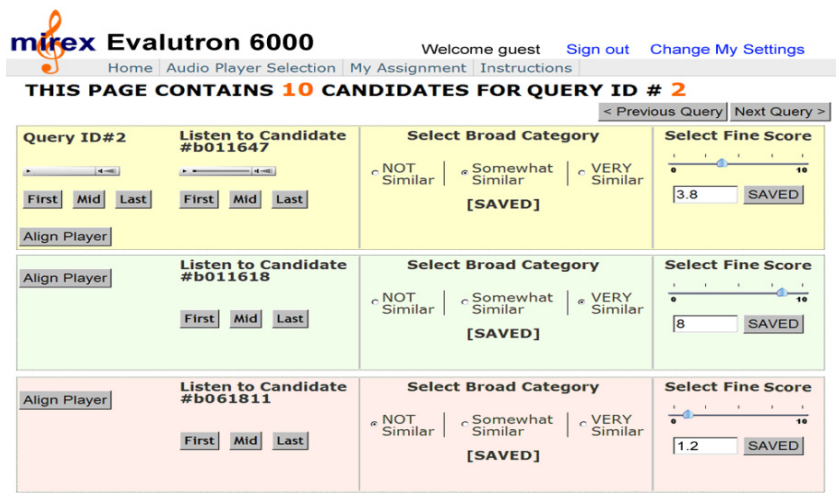 mirex Evalutron 6000
Welcome guest Sign out Change My Settings
Home Audio Player Selection My Assignment Instructions
THIS PAGE CONTAINS 10 CANDIDATES FOR QUERY ID # 2
< Previous Query Next Query >
Query ID#2 Listen to Candidate Select Broad Category Select Fine Score
#b011647
NOT Somewhat VERY
Similar Similar Similar
0 10
First Mid Last First Mid Last [SAVED] 3.8 SAVED
Align Player
Align Player Listen to Candidate Select Broad Category Select Fine Score
#b011618
NOT Somewhat VERY
Similar Similar Similar
0 10
First Mid Last [SAVED] 8 SAVED
Align Player Listen to Candidate Select Broad Category Select Fine Score
#b061811
NOT Somewhat VERY
Similar Similar Similar
0 10
First Mid Last [SAVED] 1.2 SAVED